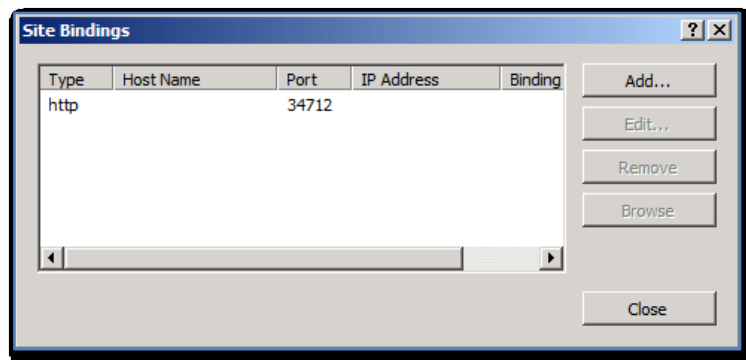 Site Bindings
Type Host Name Port IP Address Binding
http 34712
Add...
Edit...
Remove
Browse
Close